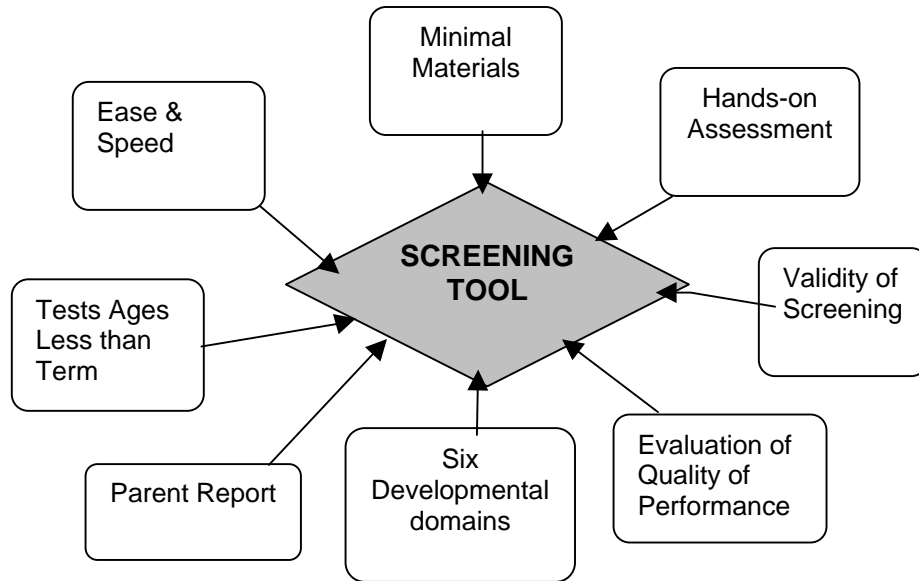 Minimal
Materials
Hands-on
Assessment
Ease &
Speed
SCREENING
TOOL
Validity of
Screening
Tests Ages
Less than
Term
Evaluation of
Quality of
Performance
Six
Developmental
domains
Parent Report